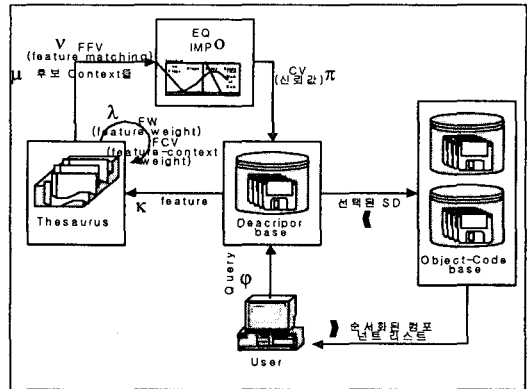 ν FFV
(feature matching)
μ 후보 Context들
EQ
IMP ο
CV
(신뢰값) π
λ
FW
(feature weight)
FCV
(feature-context
weight)
Thesaurus
κ feature
Deacripor
base
선택된 SD
Object-Code
base
Query φ
User
순서화된 컴포
넌트 리스트